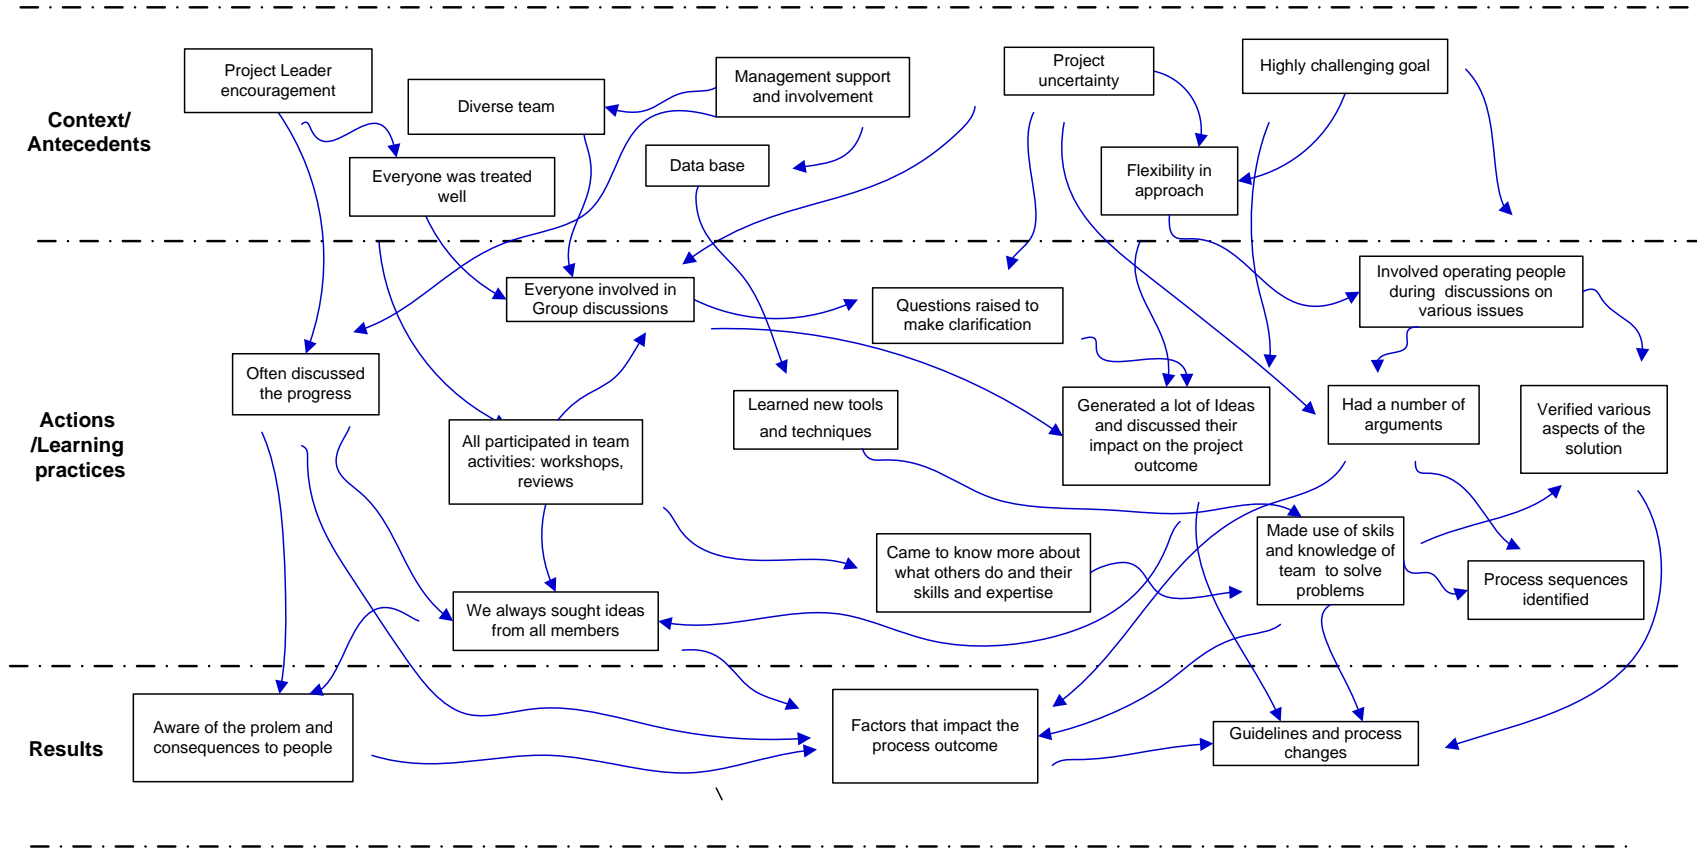 Context/
Antecedents
Project Leader
encouragement
Diverse team
Management support
and involvement
Project
uncertainty
Highly challenging goal
Everyone was treated
well
Data base
Flexibility in
approach
Actions
/Learning
practices
Everyone involved in
Group discussions
Questions raised to
make clarification
Involved operating people
during discussions on
various issues
Often discussed
the progress
All participated in team
activities: workshops,
reviews
Learned new tools
and techniques
Generated a lot of Ideas
and discussed their
impact on the project
outcome
Had a number of
arguments
Verified various
aspects of the
solution
We always sought ideas
from all members
Came to know more about
what others do and their
skills and expertise
Made use of skils
and knowledge of
team to solve
problems
Process sequences
identified
Results
Aware of the prolem and
consequences to people
Factors that impact the
process outcome
Guidelines and process
changes
\